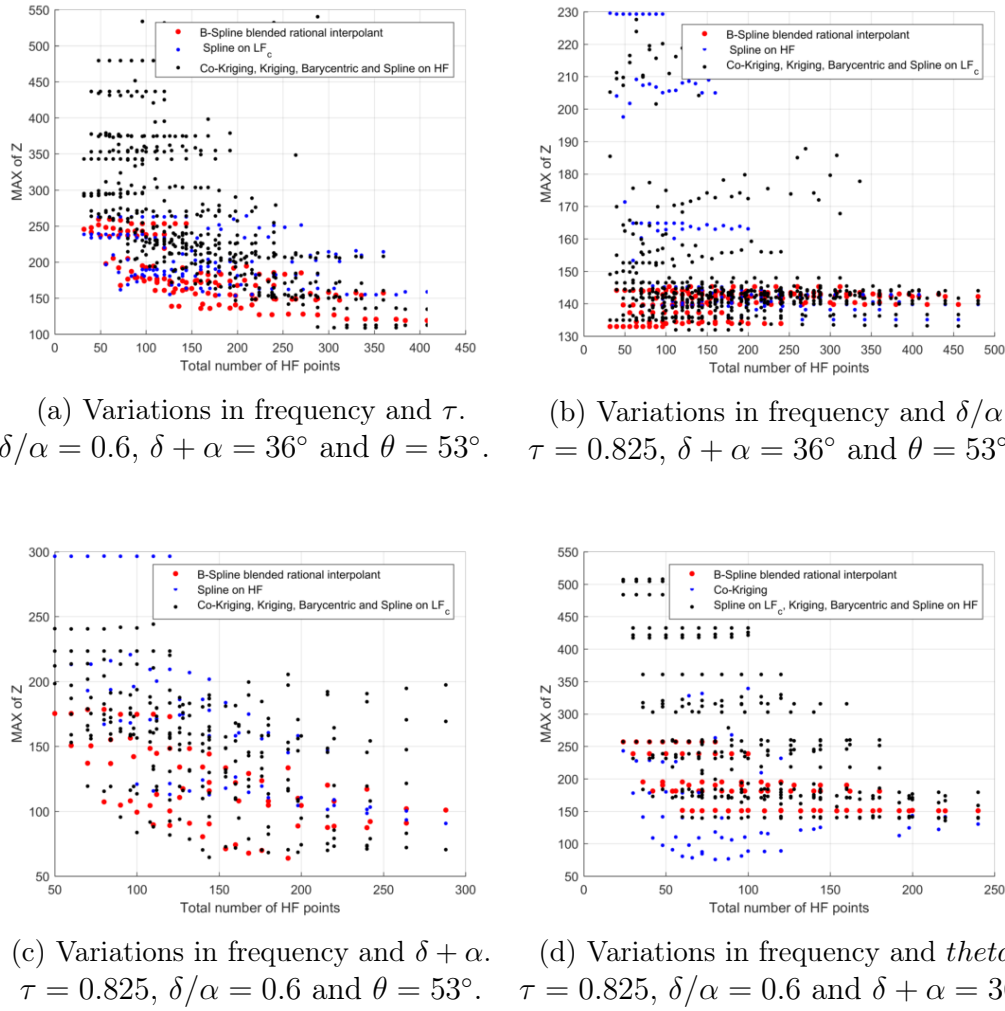 550
500
450
400
350
300
250
200
150
100
MAX of Z
B-Spline blended rational interpolant
Spline on LFc
Co-Kriging, Kriging, Barycentric and Spline on HF
0 50 100 150 200 250 300 350 400 450
Total number of HF points
230
220
210
200
190
180
170
160
150
140
130
MAX of Z
B-Spline blended rational interpolant
Spline on HF
Co-Kriging, Kriging, Barycentric and Spline on LFc
0 50 100 150 200 250 300 350 400 450 500
Total number of HF points
(a) Variations in frequency and τ.
δ/α = 0.6, δ + α = 36° and θ = 53°.
(b) Variations in frequency and δ/α
τ = 0.825, δ + α = 36° and θ = 53°
300
250
200
150
100
50
MAX of Z
B-Spline blended rational interpolant
Spline on HF
Co-Kriging, Kriging, Barycentric and Spline on LFc
50 100 150 200 250 300
Total number of HF points
550
500
450
400
350
300
250
200
150
100
50
MAX of Z
B-Spline blended rational interpolant
Co-Kriging
Spline on LFc, Kriging, Barycentric and Spline on HF
0 50 100 150 200 250
Total number of HF points
(c) Variations in frequency and δ + α.
τ = 0.825, δ/α = 0.6 and θ = 53°.
(d) Variations in frequency and theta
τ = 0.825, δ/α = 0.6 and δ + α = 3